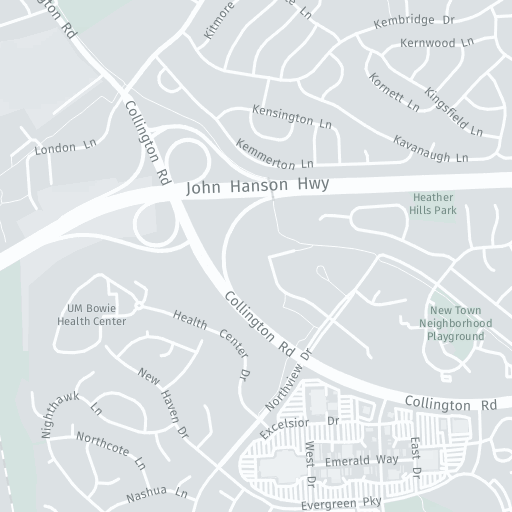 ngton Rd
Kitmore
te Ln
Kembridge Dr
Kernwood Ln
Kornett Ln
Kingsfield Ln
Kensington Ln
Kavanaugh Ln
Collington Rd
London Ln
Kemmerton Ln
John Hanson Hwy
Heather
Hills Park
UM Bowie
Health Center
Health Center Dr
Collington Rd
New Town
Neighborhood
Playground
Northview Dr
New Haven Dr
Nighthawk Ln
Collington Rd
Excelsior Dr
Northcote Ln
West Dr
East Dr
Emerald Way
Nashua Ln
Evergreen Pky